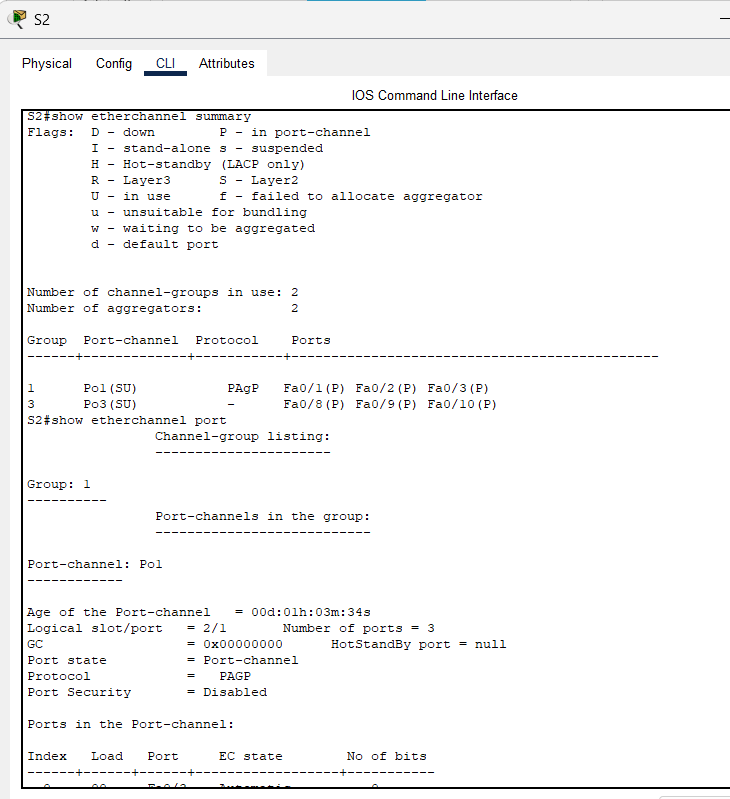 S2
Physical Config CLI Attributes
IOS Command Line Interface
S2#show etherchannel summary
Flags:  D - down        P - in port-channel
        I - stand-alone s - suspended
        H - Hot-standby (LACP only)
        R - Layer3      S - Layer2
        U - in use      f - failed to allocate aggregator
        u - unsuitable for bundling
        w - waiting to be aggregated
        d - default port
Number of channel-groups in use: 2
Number of aggregators:           2
Group  Port-channel  Protocol    Ports
------+-------------+-----------+----------------------------------------------
1      Po1(SU)           PAgP   Fa0/1(P) Fa0/2(P) Fa0/3(P)
3      Po3(SU)           -      Fa0/8(P) Fa0/9(P) Fa0/10(P)
S2#show etherchannel port
                Channel-group listing:
                ----------------------
Group: 1
----------
                Port-channels in the group:
                ---------------------------
Port-channel: Po1
------------
Age of the Port-channel   = 00d:01h:03m:34s
Logical slot/port   = 2/1       Number of ports = 3
GC                  = 0x00000000      HotStandBy port = null
Port state          = Port-channel
Protocol            =   PAGP
Port Security       = Disabled
Ports in the Port-channel:
Index   Load   Port     EC state        No of bits
------+------+------+------------------+-----------